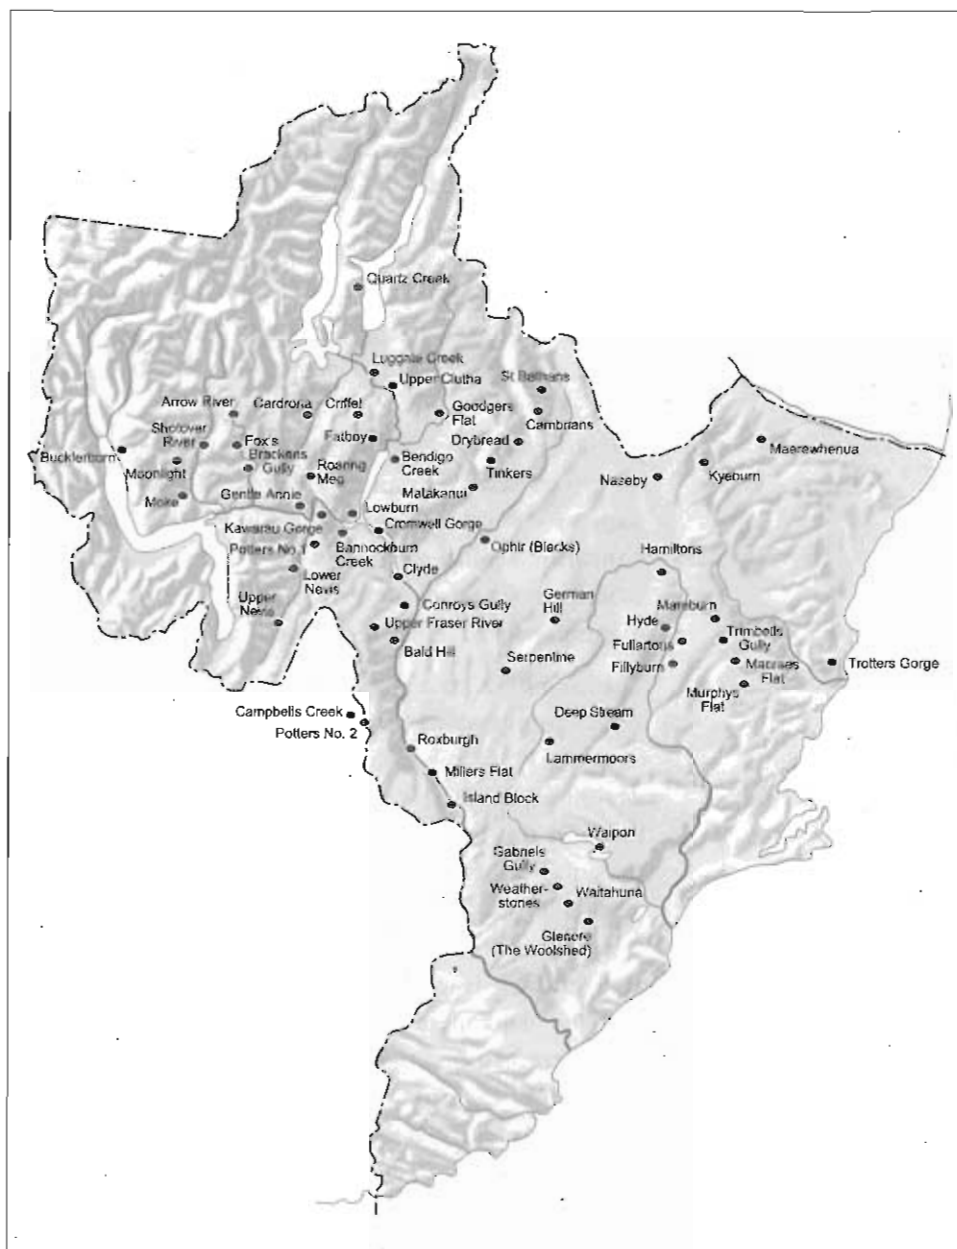 Quartz Creek
Luggate Creek
Upper Clutha
St Bathans
Arrow River
Cardrona
Criffel
Goodgers
Flat
Cambrians
Shotover
River
Fox's
Fatboy
Drybread
Maerewhenua
Bucklerburn
Brackens
Gully
Bendigo
Creek
Moonlight
Roaring
Meg
Tinkers
Naseby
Kyeburn
Moke
Gentle Annie
Lowburn
Matakanui
Kawarau Gorge
Cromwell Gorge
Potters No. 1
Bannockburn
Creek
Ophir (Blacks)
Hamiltons
Lower
Nevis
Clyde
Upper
Nevis
Conroys Gully
German
Hill
Mareburn
Upper Fraser River
Hyde
Trimbells
Gully
Bald Hill
Fullartons
Serpentine
Fillyburn
Macraes
Flat
Trotters Gorge
Murphys
Flat
Campbells Creek
Potters No. 2
Deep Stream
Roxburgh
Lammermoors
Millers Flat
Island Block
Waipori
Gabriels
Gully
Weather-
stones
Waitahuna
Glenore
(The Woolshed)